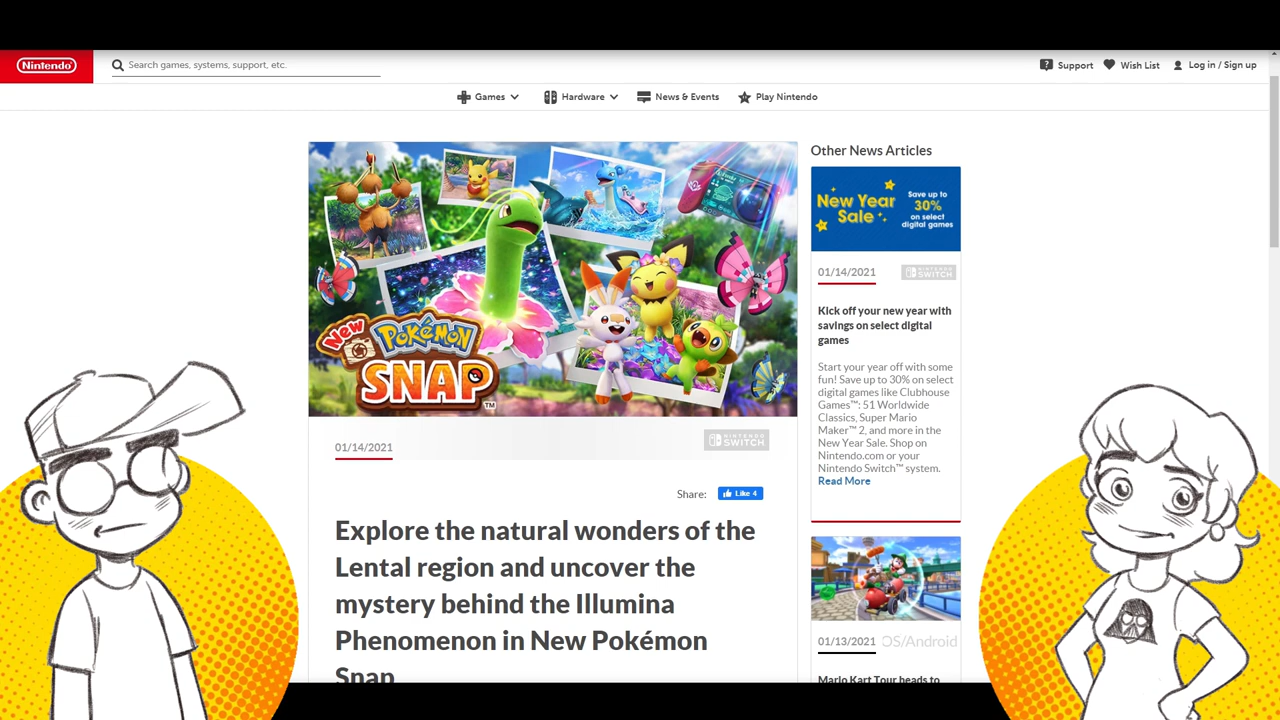 Nintendo
Search games, systems, support, etc.
Support
Wish List
Log in / Sign up
Games
Hardware
News & Events
Play Nintendo
New
POKéMON
SNAP
TM
01/14/2021
NINTENDO
SWITCH
Share:
Like 4
Explore the natural wonders of the
Lental region and uncover the
mystery behind the Illumina
Phenomenon in New Pokémon
Snap
Other News Articles
New Year
Sale
Save up to
30%
on select
digital games
01/14/2021
NINTENDO
SWITCH
Kick off your new year with
savings on select digital
games
Start your year off with some
fun! Save up to 30% on select
digital games like Clubhouse
Games™: 51 Worldwide
Classics, Super Mario
Maker™ 2, and more in the
New Year Sale. Shop on
Nintendo.com or your
Nintendo Switch™ system.
Read More
01/13/2021
OS/Android
Mario Kart Tour heads to